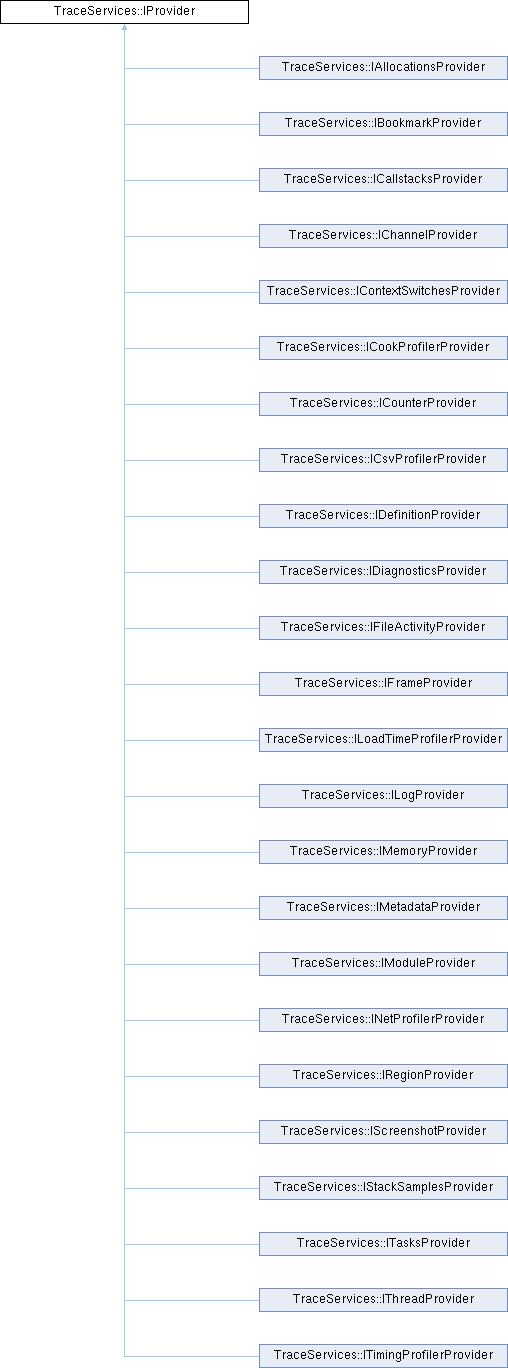 TraceServices::IProvider
TraceServices::IAllocationsProvider
TraceServices::IBookmarkProvider
TraceServices::ICallstacksProvider
TraceServices::IChannelProvider
TraceServices::IContextSwitchesProvider
TraceServices::ICookProfilerProvider
TraceServices::ICounterProvider
TraceServices::ICsvProfilerProvider
TraceServices::IDefinitionProvider
TraceServices::IDiagnosticsProvider
TraceServices::IFileActivityProvider
TraceServices::IFrameProvider
TraceServices::ILoadTimeProfilerProvider
TraceServices::ILogProvider
TraceServices::IMemoryProvider
TraceServices::IMetadataProvider
TraceServices::IModuleProvider
TraceServices::INetProfilerProvider
TraceServices::IRegionProvider
TraceServices::IScreenshotProvider
TraceServices::IStackSamplesProvider
TraceServices::ITasksProvider
TraceServices::IThreadProvider
TraceServices::ITimingProfilerProvider